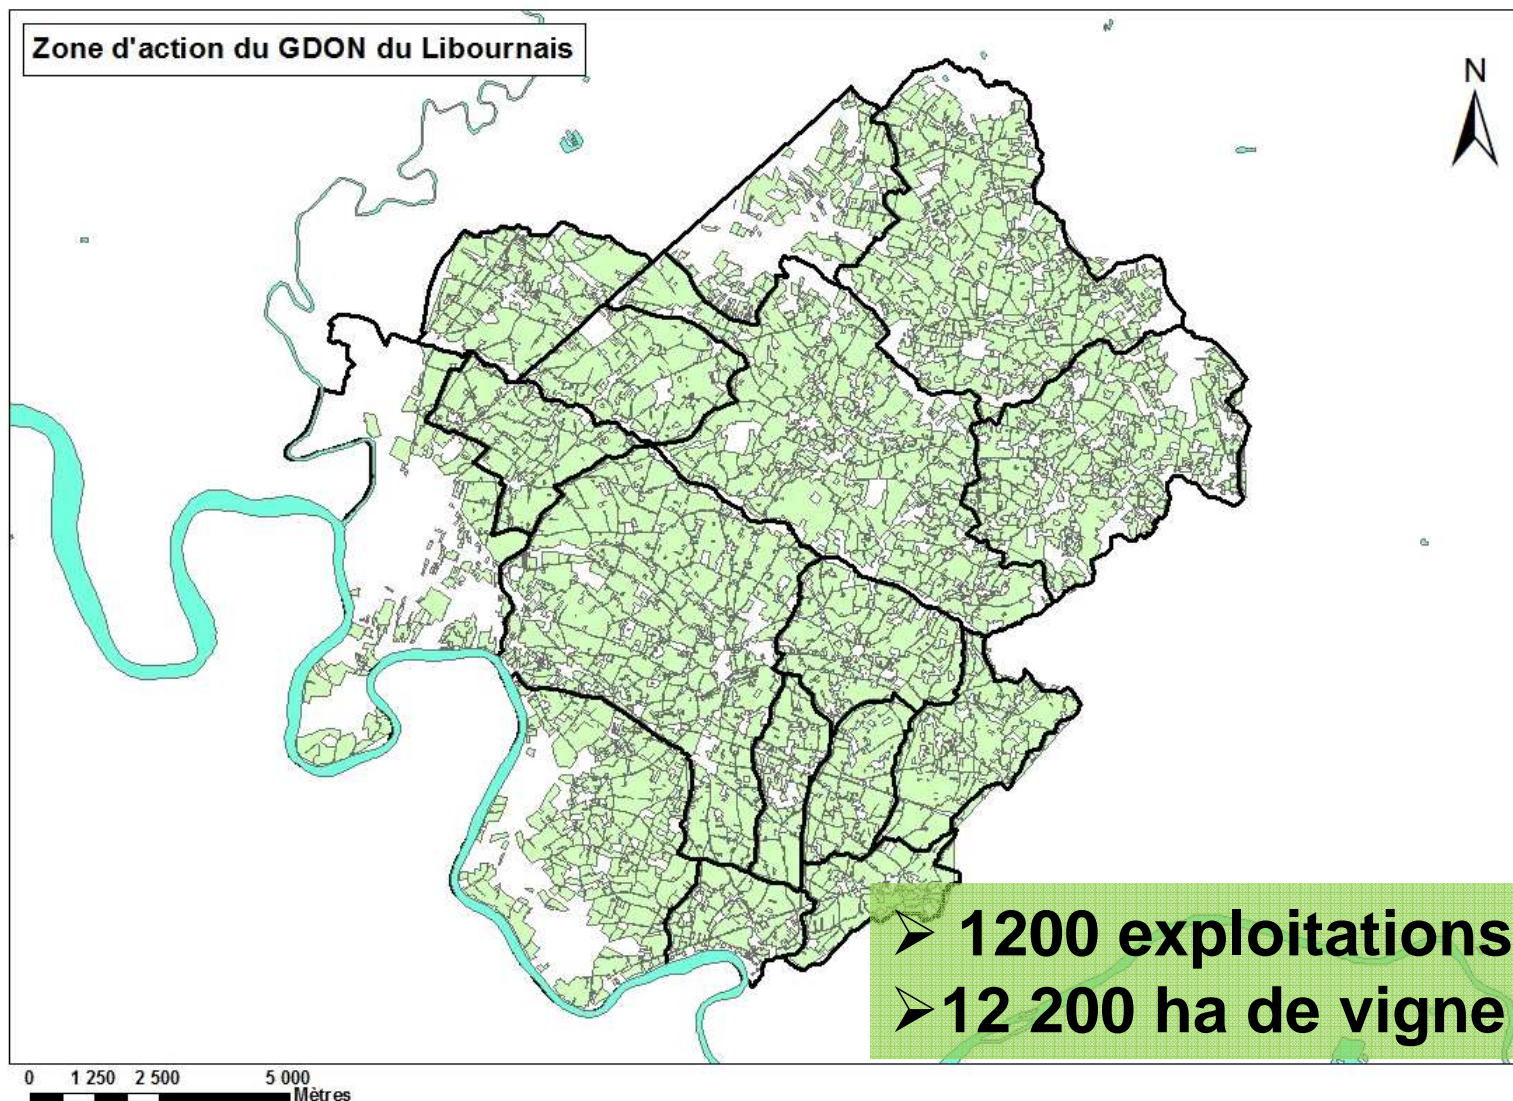 Zone d'action du GDON du Libournais
N
➢ 1200 exploitations
➢12 200 ha de vigne
0 1 250 2 500 5 000
Mètres